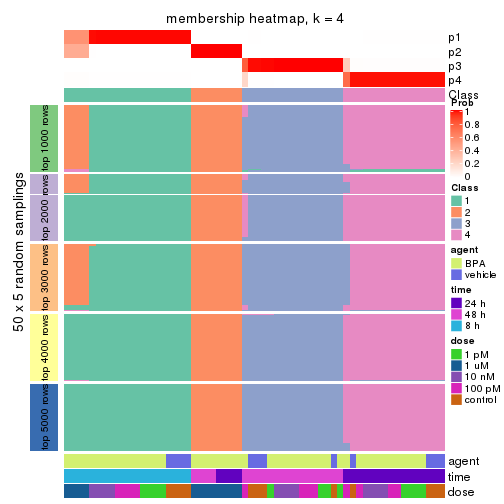 membership heatmap, k = 4
p1
p2
p3
p4
Class
50 x 5 random samplings
top 1000 rows
top 2000 rows
top 3000 rows
top 4000 rows
top 5000 rows
agent
time
dose
Prob
1
0.8
0.6
0.4
0.2
0
Class
1
2
3
4
agent
BPA
vehicle
time
24 h
48 h
8 h
dose
1 pM
1 uM
10 nM
100 pM
control